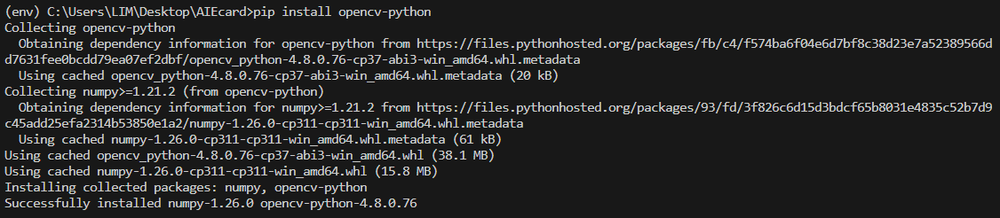 (env) C:\Users\LIM\Desktop\AIEcard>pip install opencv-python
Collecting opencv-python
  Obtaining dependency information for opencv-python from https://files.pythonhosted.org/packages/fb/c4/f574ba6f04e6d7bf8c38d23e7a52389566d
d7631fee0bcdd79ea07ef2dbf/opencv_python-4.8.0.76-cp37-abi3-win_amd64.whl.metadata
  Using cached opencv_python-4.8.0.76-cp37-abi3-win_amd64.whl.metadata (20 kB)
Collecting numpy>=1.21.2 (from opencv-python)
  Obtaining dependency information for numpy>=1.21.2 from https://files.pythonhosted.org/packages/93/fd/3f826c6d15d3bdcf65b8031e4835c52b7d9
c45add25efa2314b53850e1a2/numpy-1.26.0-cp311-cp311-win_amd64.whl.metadata
  Using cached numpy-1.26.0-cp311-cp311-win_amd64.whl.metadata (61 kB)
Using cached opencv_python-4.8.0.76-cp37-abi3-win_amd64.whl (38.1 MB)
Using cached numpy-1.26.0-cp311-cp311-win_amd64.whl (15.8 MB)
Installing collected packages: numpy, opencv-python
Successfully installed numpy-1.26.0 opencv-python-4.8.0.76